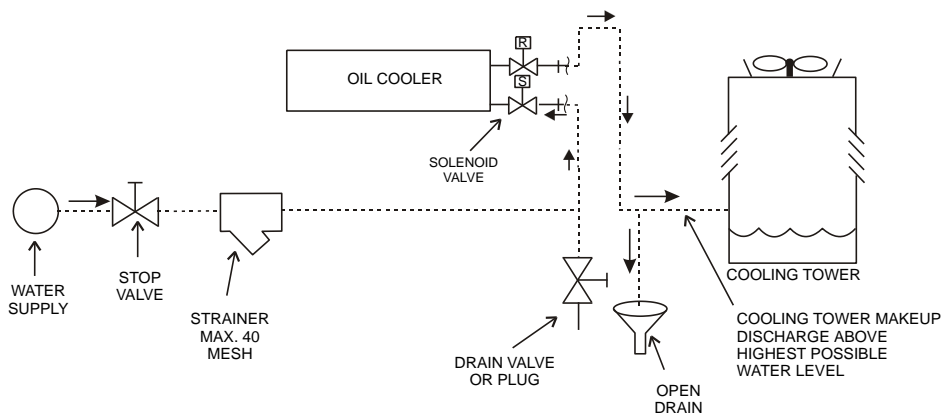 R
OIL COOLER
S
SOLENOID
VALVE
WATER
SUPPLY
STOP
VALVE
STRAINER
MAX. 40
MESH
DRAIN VALVE
OR PLUG
OPEN
DRAIN
COOLING TOWER
COOLING TOWER MAKEUP
DISCHARGE ABOVE
HIGHEST POSSIBLE
WATER LEVEL